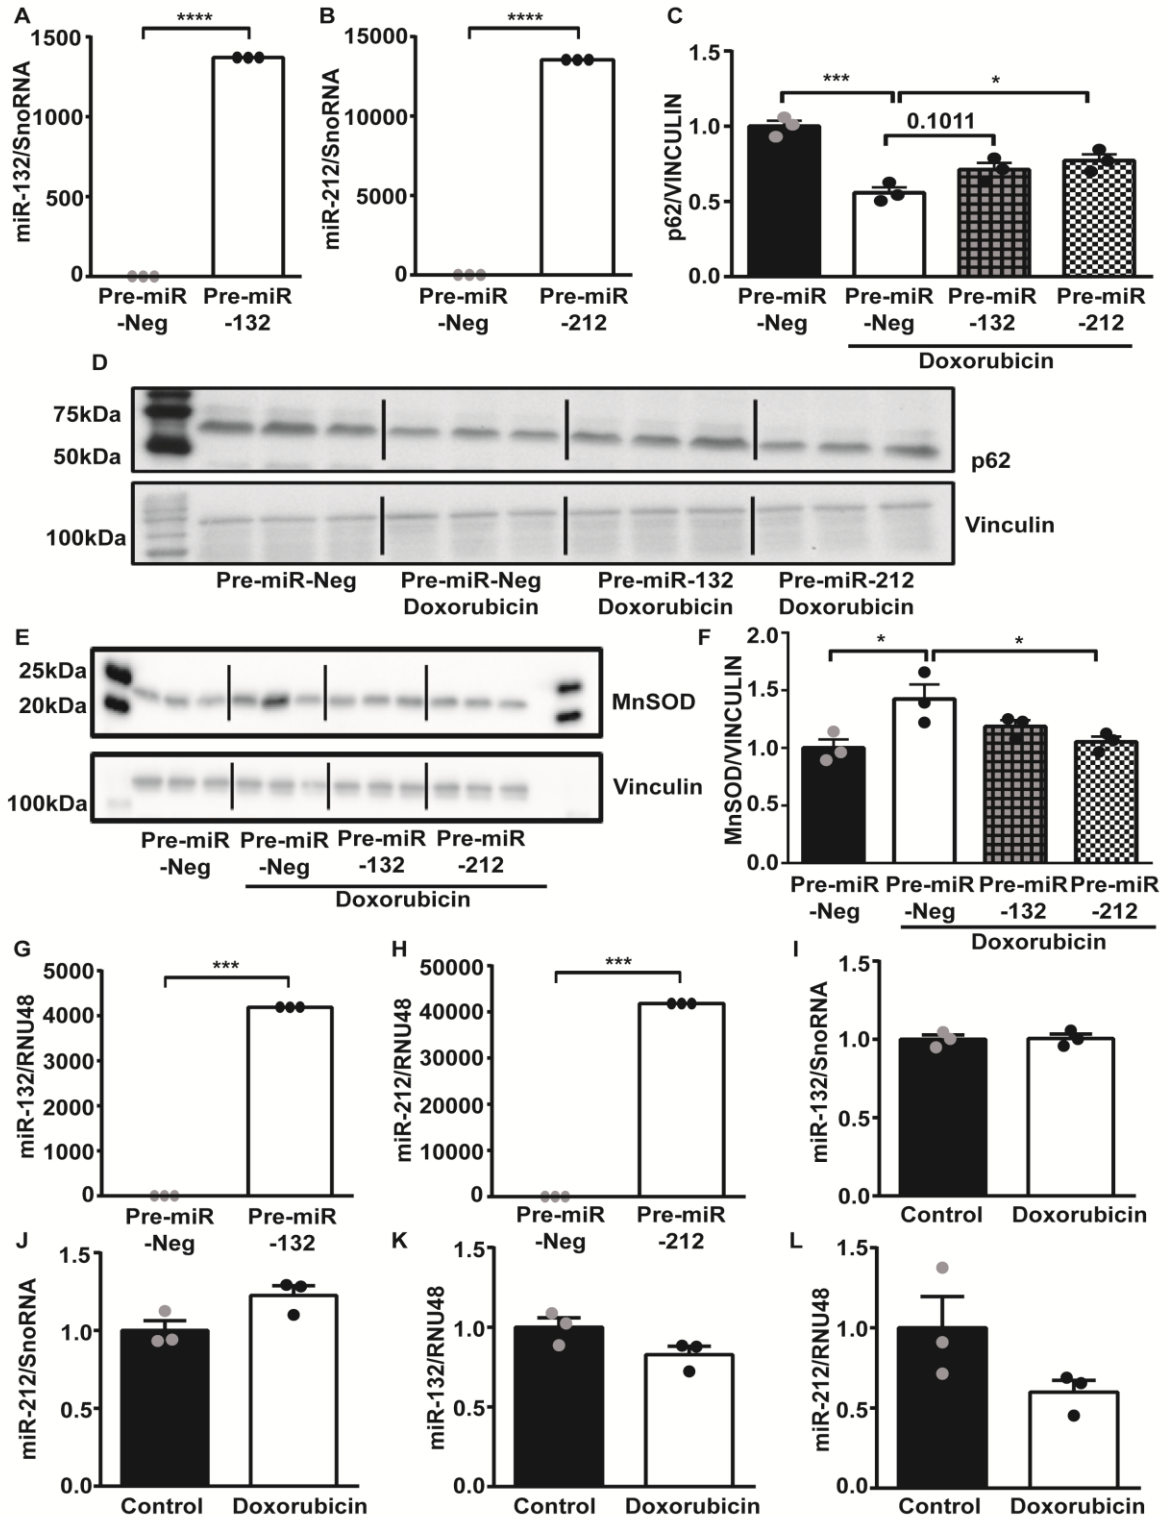 A
****
1500
1000
500
0
miR-132/SnoRNA
Pre-miR Pre-miR
-Neg -132
B
****
15000
10000
5000
0
miR-212/SnoRNA
Pre-miR Pre-miR
-Neg -212
C
1.5
1.0
0.5
0.0
p62/VINCULIN
***
*
0.1011
Pre-miR Pre-miR Pre-miR Pre-miR
-Neg -Neg -132 -212
Doxorubicin
D
75kDa
50kDa
p62
100kDa
Vinculin
Pre-miR-Neg Pre-miR-Neg Pre-miR-132 Pre-miR-212
Doxorubicin Doxorubicin Doxorubicin
E
25kDa
20kDa
MnSOD
100kDa
Vinculin
Pre-miR Pre-miR Pre-miR Pre-miR
-Neg -Neg -132 -212
Doxorubicin
F
2.0
1.5
1.0
0.5
0.0
MnSOD/VINCULIN
*
*
Pre-miR Pre-miR Pre-miR Pre-miR
-Neg -Neg -132 -212
Doxorubicin
G
***
5000
4000
3000
2000
1000
0
miR-132/RNU48
Pre-miR Pre-miR
-Neg -132
H
***
50000
40000
30000
20000
10000
0
miR-212/RNU48
Pre-miR Pre-miR
-Neg -212
I
1.5
1.0
0.5
0.0
miR-132/SnoRNA
Control Doxorubicin
J
1.5
1.0
0.5
0.0
miR-212/SnoRNA
Control Doxorubicin
K
1.5
1.0
0.5
0.0
miR-132/RNU48
Control Doxorubicin
L
1.5
1.0
0.5
0.0
miR-212/RNU48
Control Doxorubicin